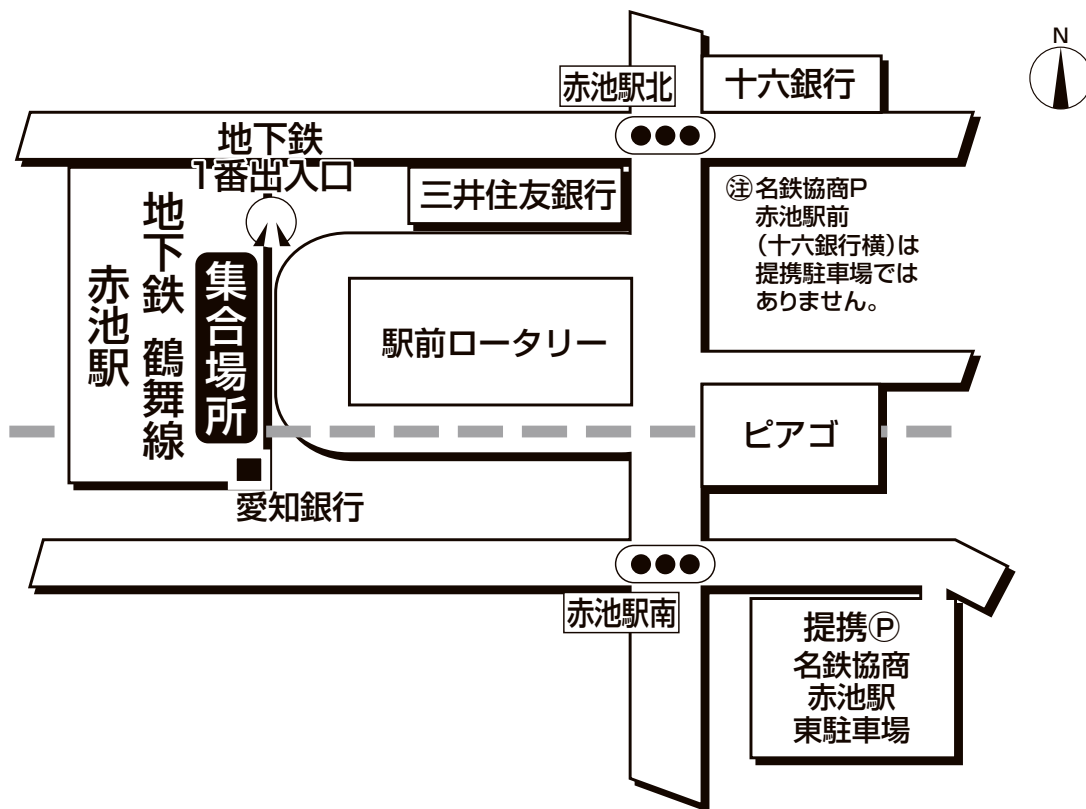 N
赤池駅北
十六銀行
地下鉄
1番出入口
三井住友銀行
注 名鉄協商P
赤池駅前
（十六銀行横）は
提携駐車場では
ありません。
地下鉄 鶴舞線
赤池駅
集合場所
駅前ロータリー
ピアゴ
愛知銀行
赤池駅南
提携Ⓟ
名鉄協商
赤池駅
東駐車場